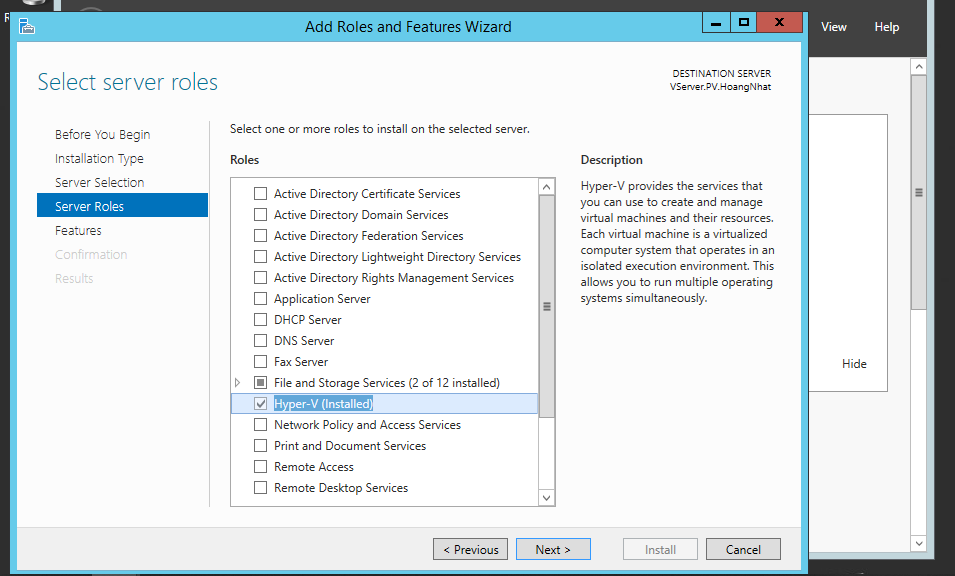 R
Add Roles and Features Wizard
View
Help
Select server roles
DESTINATION SERVER
VServer.PV.HoangNhat
Before You Begin
Installation Type
Server Selection
Server Roles
Features
Confirmation
Results
Select one or more roles to install on the selected server.
Roles
Active Directory Certificate Services
Active Directory Domain Services
Active Directory Federation Services
Active Directory Lightweight Directory Services
Active Directory Rights Management Services
Application Server
DHCP Server
DNS Server
Fax Server
File and Storage Services (2 of 12 installed)
Hyper-V (Installed)
Network Policy and Access Services
Print and Document Services
Remote Access
Remote Desktop Services
Description
Hyper-V provides the services that
you can use to create and manage
virtual machines and their resources.
Each virtual machine is a virtualized
computer system that operates in an
isolated execution environment. This
allows you to run multiple operating
systems simultaneously.
Hide
< Previous
Next >
Install
Cancel